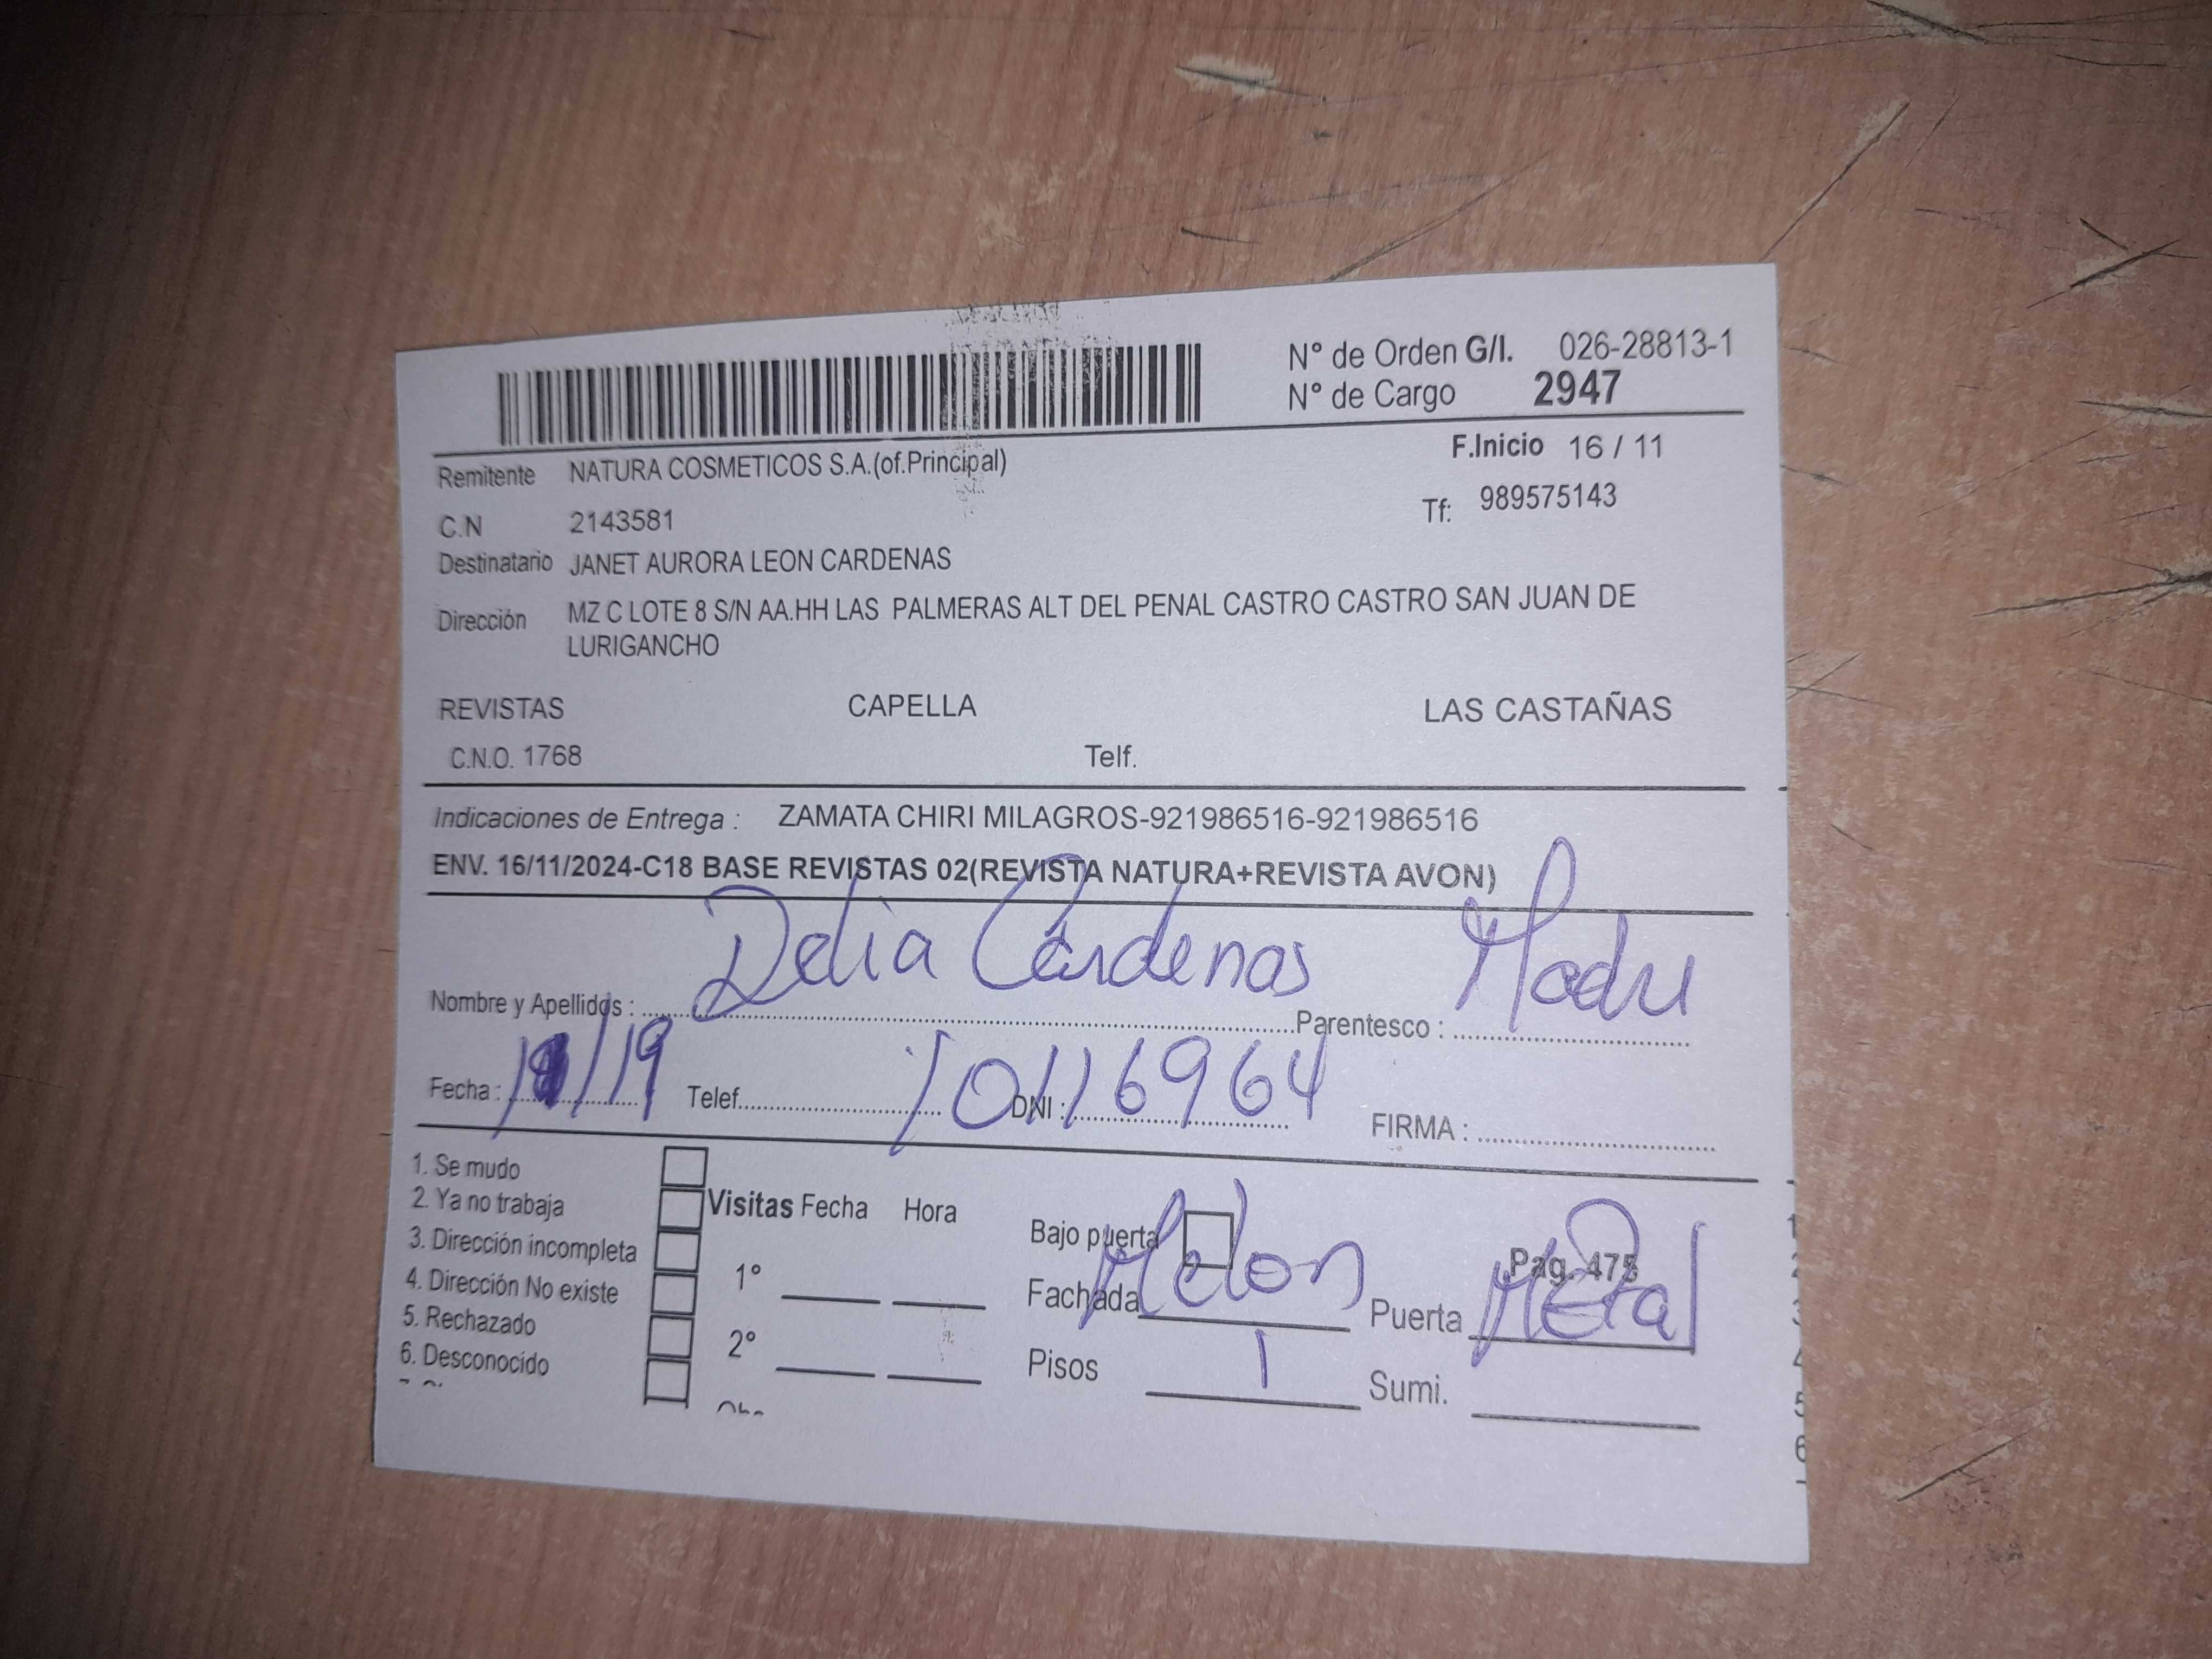 N° de Orden G/I. 026-28813-1
N° de Cargo 2947
F.Inicio 16 / 11
Remitente NATURA COSMETICOS S.A.(of.Principal)
Tf: 989575143
C.N 2143581
Destinatario JANET AURORA LEON CARDENAS
Dirección MZ C LOTE 8 S/N AA.HH LAS PALMERAS ALT DEL PENAL CASTRO CASTRO SAN JUAN DE
LURIGANCHO
REVISTAS CAPELLA LAS CASTAÑAS
C.N.O. 1768 Telf.
Indicaciones de Entrega : ZAMATA CHIRI MILAGROS-921986516-921986516
ENV. 16/11/2024-C18 BASE REVISTAS 02(REVISTA NATURA+REVISTA AVON)
Nombre y Apellidos : Delia Cardenas Parentesco : Madre
Fecha : /19 Telef. DNI : 10116964 FIRMA :
1. Se mudo
2. Ya no trabaja
3. Dirección incompleta
4. Dirección No existe
5. Rechazado
6. Desconocido
Visitas Fecha Hora
1°
2°
Bajo puerta Pag. 475
Fachada Melon Puerta Metal
Pisos 1 Sumi.